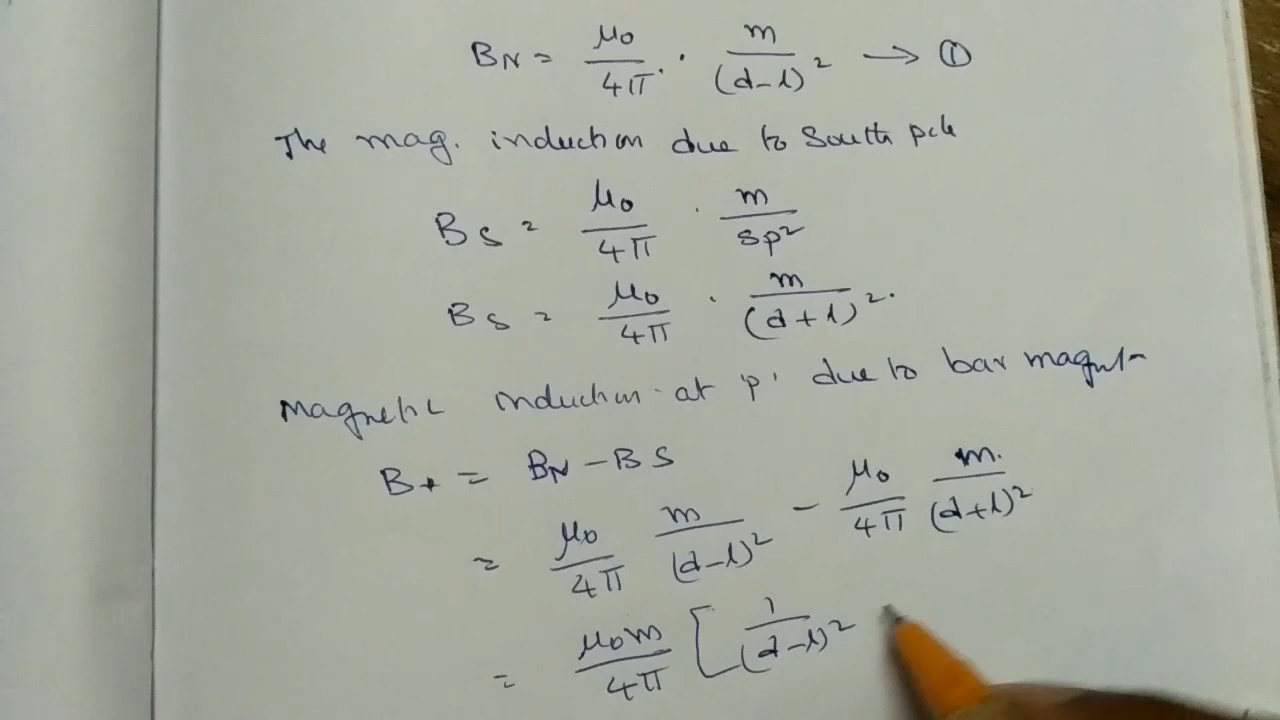 BN = μ0/4π · m/(d-l)² → ①
The mag. induction due to South pole
BS = μ0/4π · m/SP²
BS = μ0/4π · m/(d+l)².
Magnetic induction at 'p' due to bar magnet
B = BN - BS
= μ0/4π m/(d-l)² - μ0/4π m/(d+l)²
= μ0m/4π [1/(d-l)²